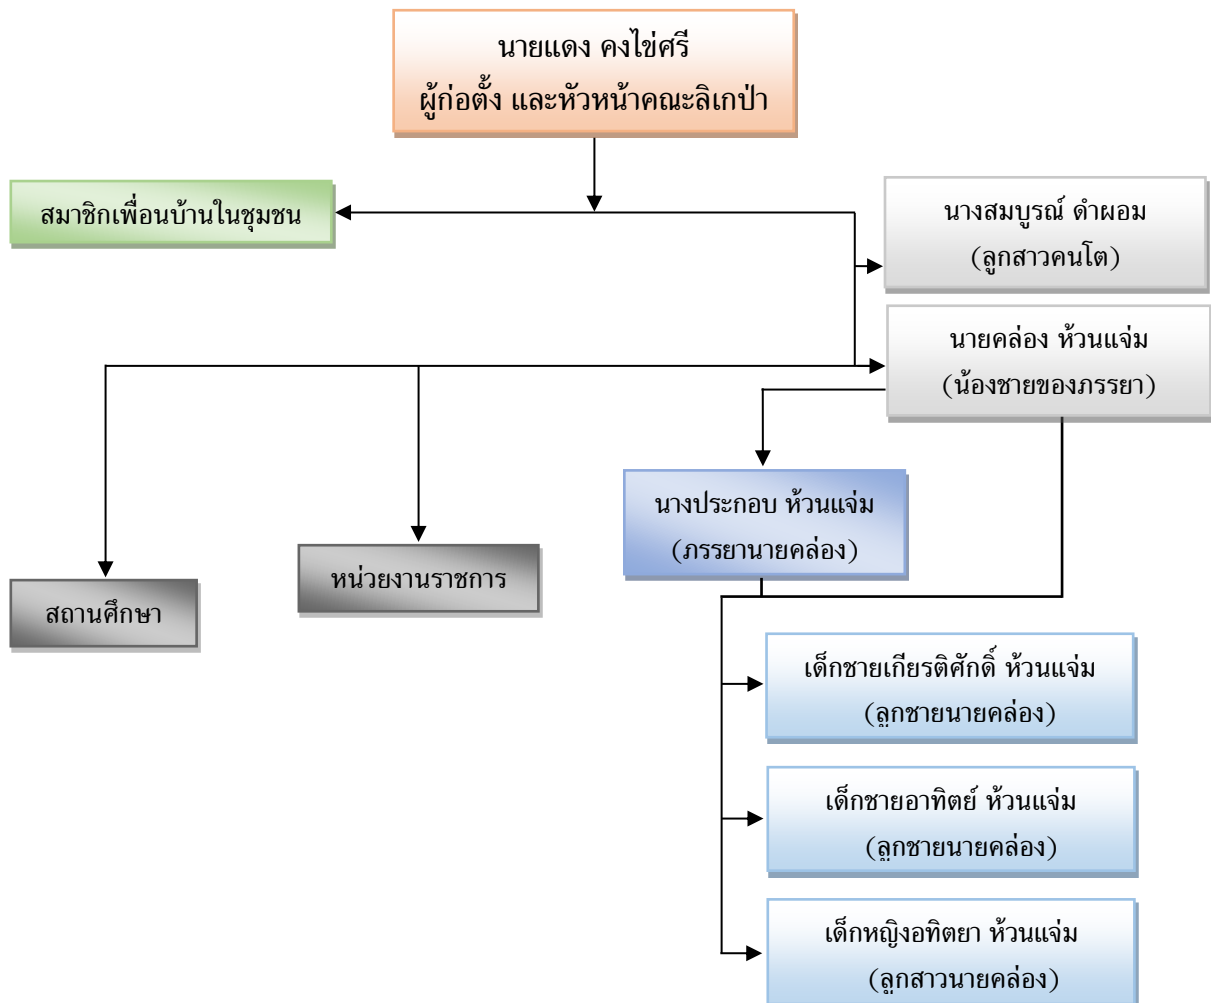 นายแดง คงไข่ศรี
ผู้ก่อตั้ง และหัวหน้าคณะลิเกป่า
สมาชิกเพื่อนบ้านในชุมชน
นางสมบูรณ์ ดำผอม
(ลูกสาวคนโต)
นายคล่อง ห้วนแจ่ม
(น้องชายของภรรยา)
นางประกอบ ห้วนแจ่ม
(ภรรยานายคล่อง)
หน่วยงานราชการ
สถานศึกษา
เด็กชายเกียรติศักดิ์ ห้วนแจ่ม
(ลูกชายนายคล่อง)
เด็กชายอาทิตย์ ห้วนแจ่ม
(ลูกชายนายคล่อง)
เด็กหญิงอทิตยา ห้วนแจ่ม
(ลูกสาวนายคล่อง)